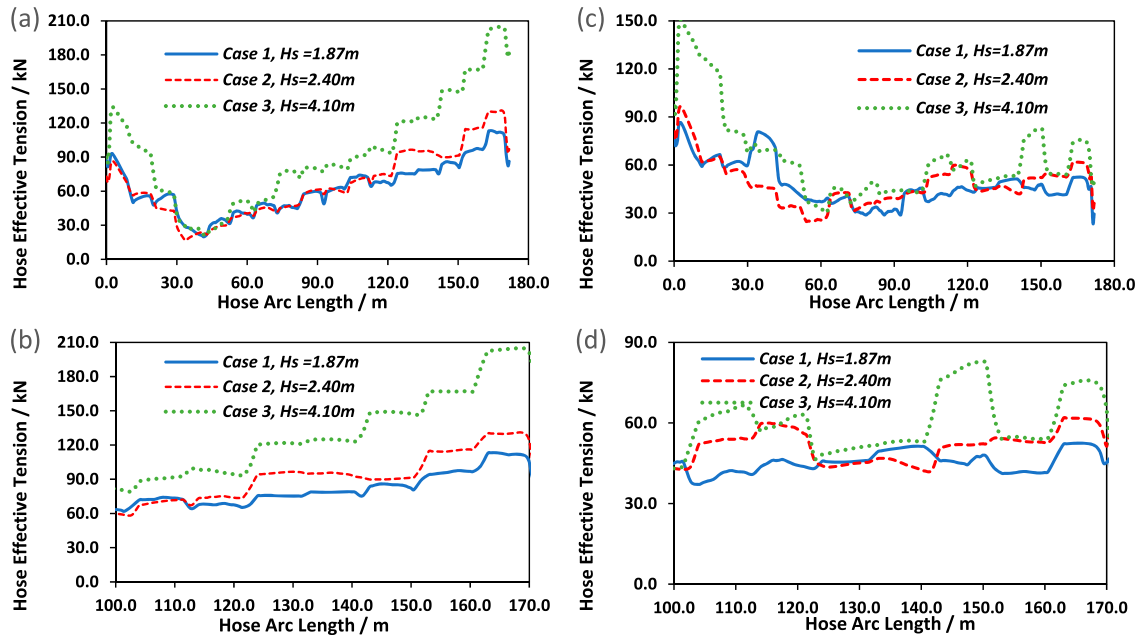 (a)
Hose Effective Tension / kN
210.0
180.0
150.0
120.0
90.0
60.0
30.0
0.0
Case 1, Hs =1.87m
Case 2, Hs=2.40m
Case 3, Hs=4.10m
0.0 30.0 60.0 90.0 120.0 150.0 180.0
Hose Arc Length / m
(c)
Hose Effective Tension / kN
150.0
120.0
90.0
60.0
30.0
0.0
Case 1, Hs =1.87m
Case 2, Hs=2.40m
Case 3, Hs=4.10m
0.0 30.0 60.0 90.0 120.0 150.0 180.0
Hose Arc Length / m
(b)
Hose Effective Tension / kN
210.0
180.0
150.0
120.0
90.0
60.0
30.0
0.0
Case 1, Hs =1.87m
Case 2, Hs=2.40m
Case 3, Hs=4.10m
100.0 110.0 120.0 130.0 140.0 150.0 160.0 170.0
Hose Arc Length / m
(d)
Hose Effective Tension / kN
90.0
60.0
30.0
0.0
Case 1, Hs =1.87m
Case 2, Hs=2.40m
Case 3, Hs=4.10m
100.0 110.0 120.0 130.0 140.0 150.0 160.0 170.0
Hose Arc Length / m